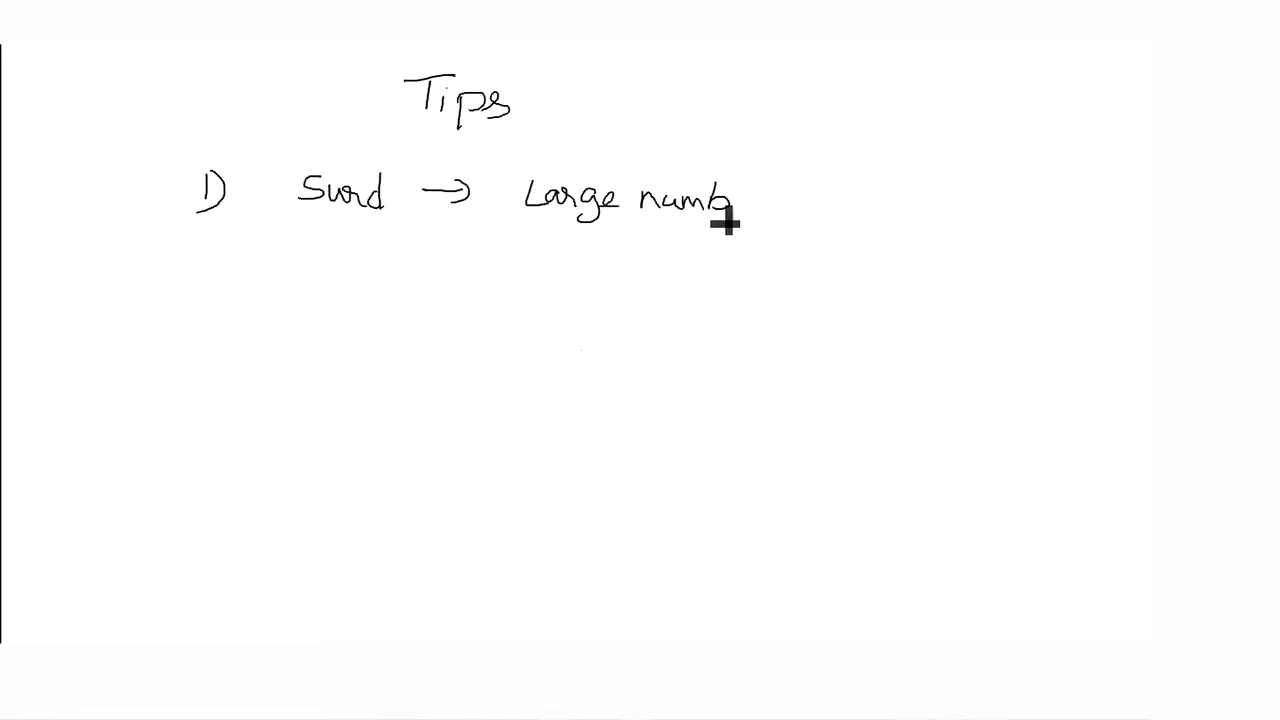 Tips
1) Surd → Large numb